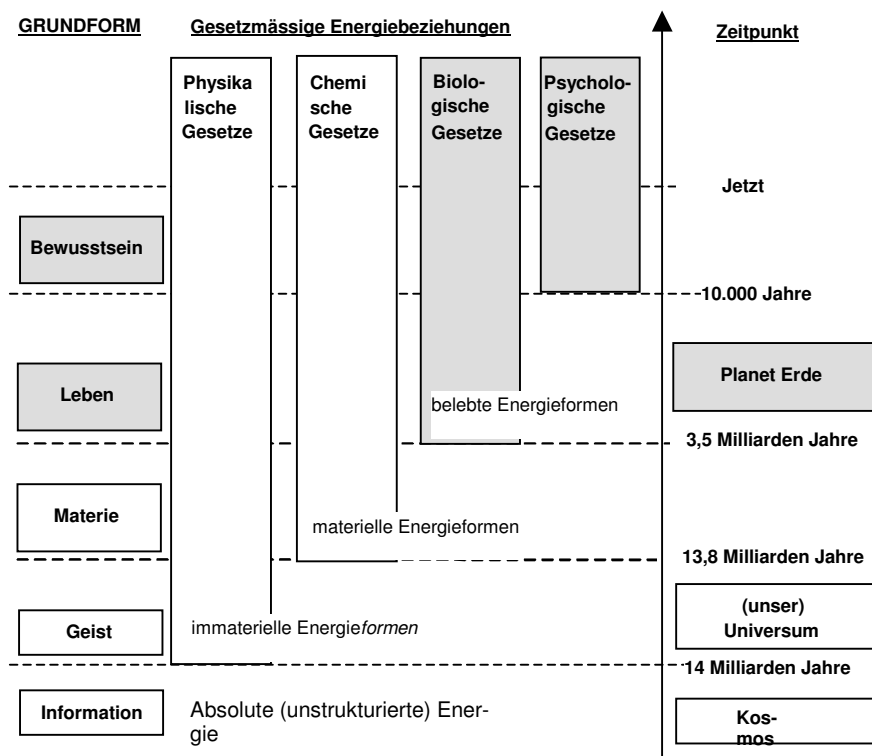 GRUNDFORM
Gesetzmässige Energiebeziehungen
Zeitpunkt
Physika
lische
Gesetze
Chemi
sche
Gesetze
Biolo-
gische
Gesetze
Psycholo-
gische
Gesetze
Jetzt
Bewusstsein
10.000 Jahre
Planet Erde
Leben
belebte Energieformen
3,5 Milliarden Jahre
Materie
materielle Energieformen
13,8 Milliarden Jahre
(unser)
Universum
Geist
immaterielle Energieformen
14 Milliarden Jahre
Information
Absolute (unstrukturierte) Ener-
gie
Kos-
mos